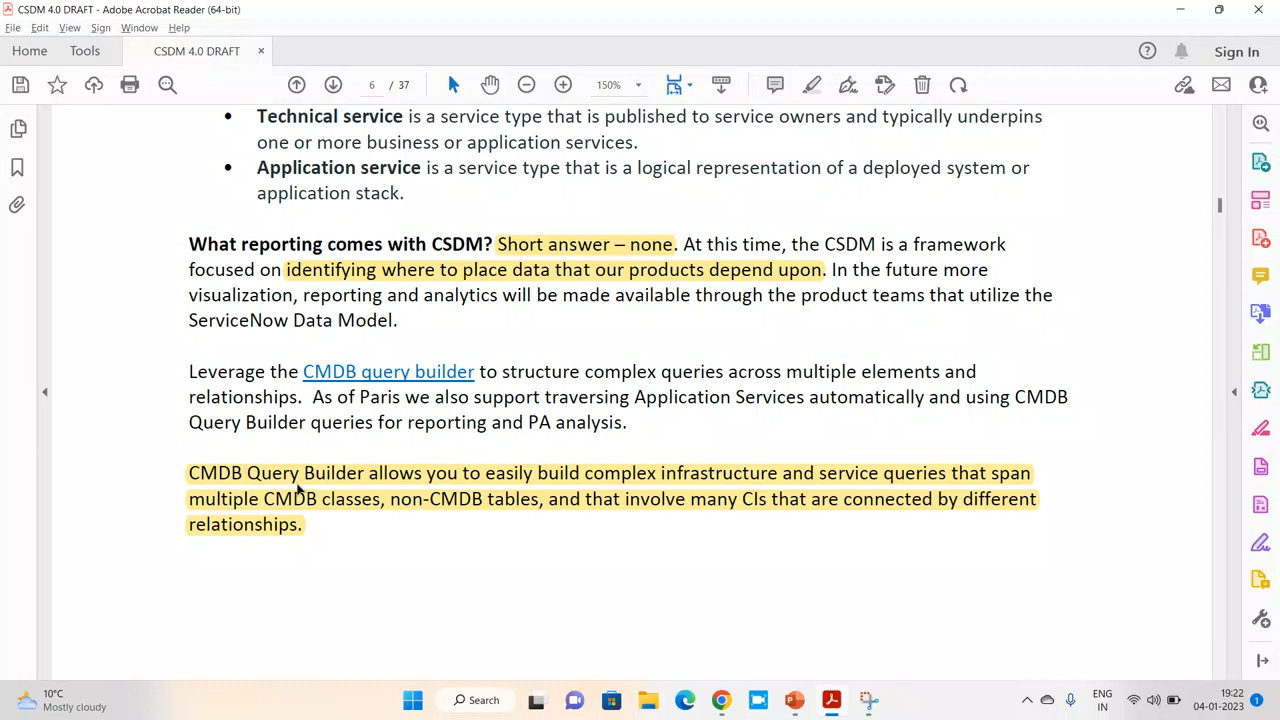 CSDM 4.0 DRAFT - Adobe Acrobat Reader (64-bit)
File Edit View Sign Window Help
Home Tools CSDM 4.0 DRAFT × Sign In
6 / 37 150%
• Technical service is a service type that is published to service owners and typically underpins
one or more business or application services.
• Application service is a service type that is a logical representation of a deployed system or
application stack.
What reporting comes with CSDM? Short answer – none. At this time, the CSDM is a framework
focused on identifying where to place data that our products depend upon. In the future more
visualization, reporting and analytics will be made available through the product teams that utilize the
ServiceNow Data Model.
Leverage the CMDB query builder to structure complex queries across multiple elements and
relationships. As of Paris we also support traversing Application Services automatically and using CMDB
Query Builder queries for reporting and PA analysis.
CMDB Query Builder allows you to easily build complex infrastructure and service queries that span
multiple CMDB classes, non-CMDB tables, and that involve many CIs that are connected by different
relationships.
10°C
Mostly cloudy
Search
ENG
IN
19:22
04-01-2023
1